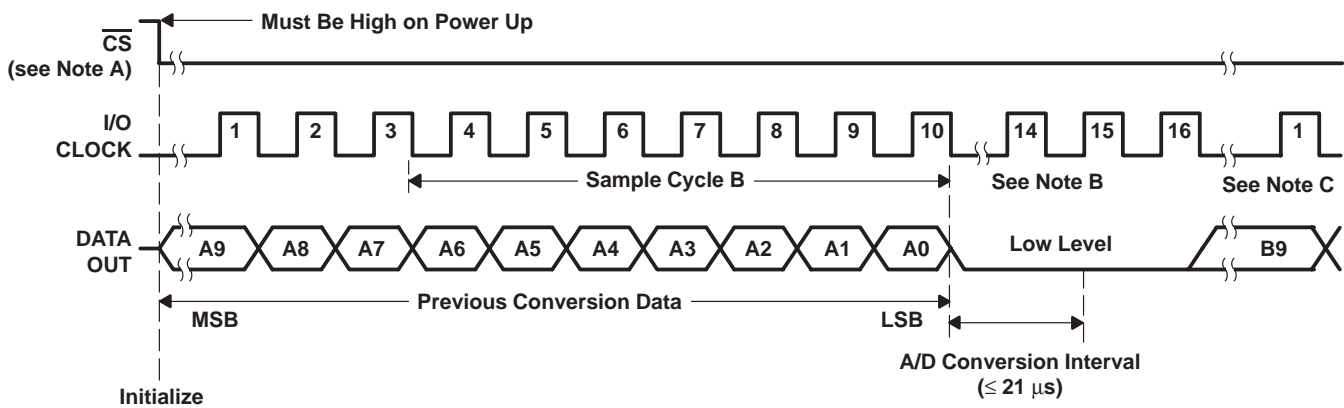 Must Be High on Power Up
CS
(see Note A)
I/O
CLOCK
1 2 3 4 5 6 7 8 9 10 14 15 16 1
Sample Cycle B
See Note B
See Note C
DATA
OUT
A9 A8 A7 A6 A5 A4 A3 A2 A1 A0
Low Level
B9
Previous Conversion Data
MSB
LSB
A/D Conversion Interval
(≤ 21 μs)
Initialize